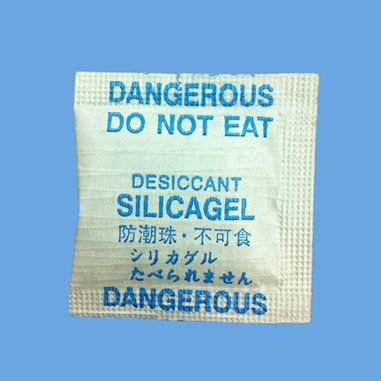 DANGEROUS
DO NOT EAT
DESICCANT
SILICAGEL
防潮珠・不可食
シリカゲル
たべられません
DANGEROUS